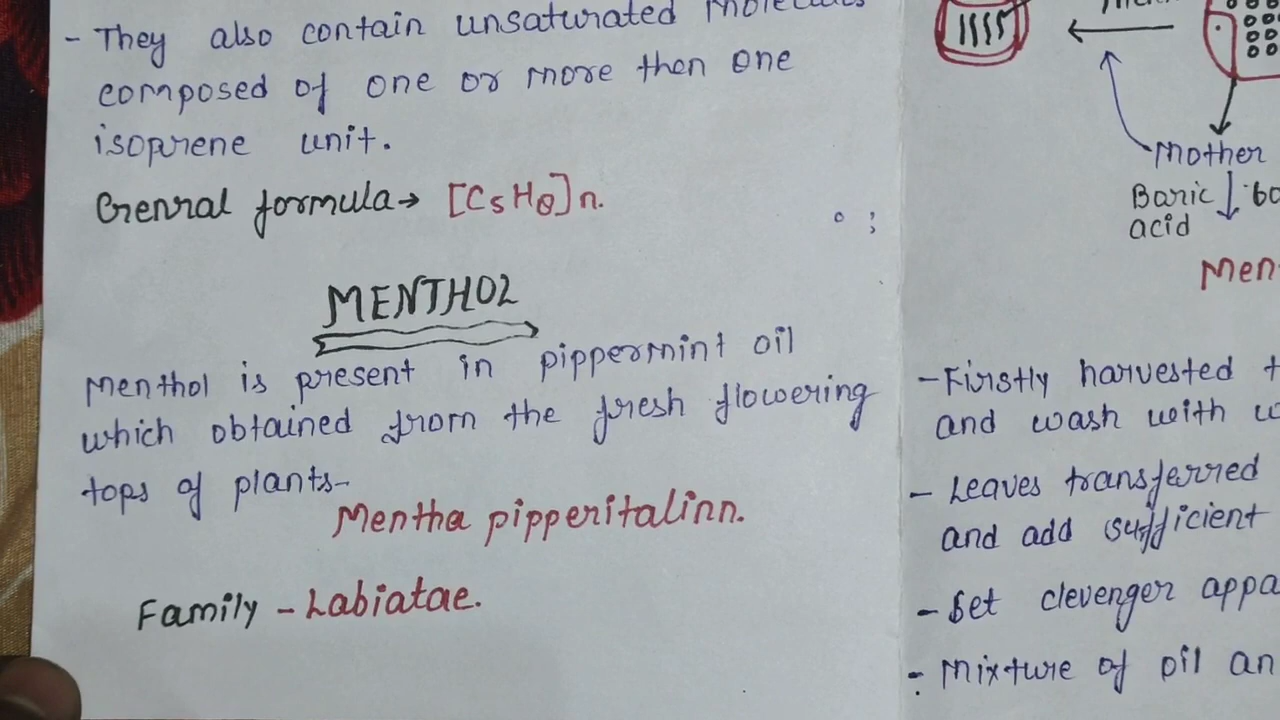 - They also contain unsaturated
composed of one or more then one
isoprene unit.
Genral formula → [C5H8]n.
MENTHOL
Menthol is present in pippermint oil
which obtained from the fresh flowering
tops of plants-
Mentha pipperitalinn.
Family - Labiatae.
Mother
Baric
acid
Men
- Firstly harvested
and wash with
- Leaves transferred
and add sufficient
- Set clevenger appa
- Mixture of oil an